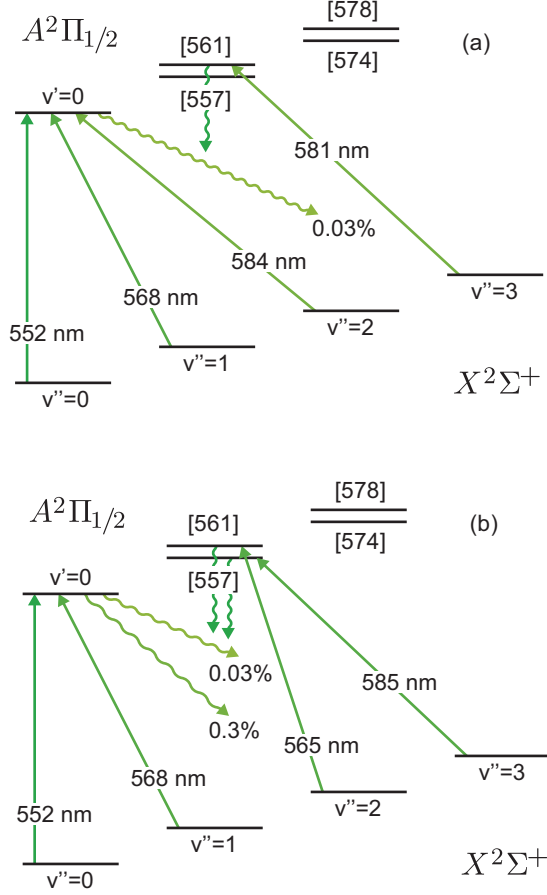 [578]
A²Π₁/₂ [561] (a)
[574]
v'=0 [557]
581 nm
0.03%
584 nm
v''=3
568 nm
v''=2
552 nm
v''=1
v''=0 X²Σ⁺
[578]
A²Π₁/₂ [561] (b)
[574]
v'=0 [557]
0.03%
585 nm
0.3%
565 nm
v''=3
568 nm
552 nm
v''=2
v''=1
v''=0 X²Σ⁺